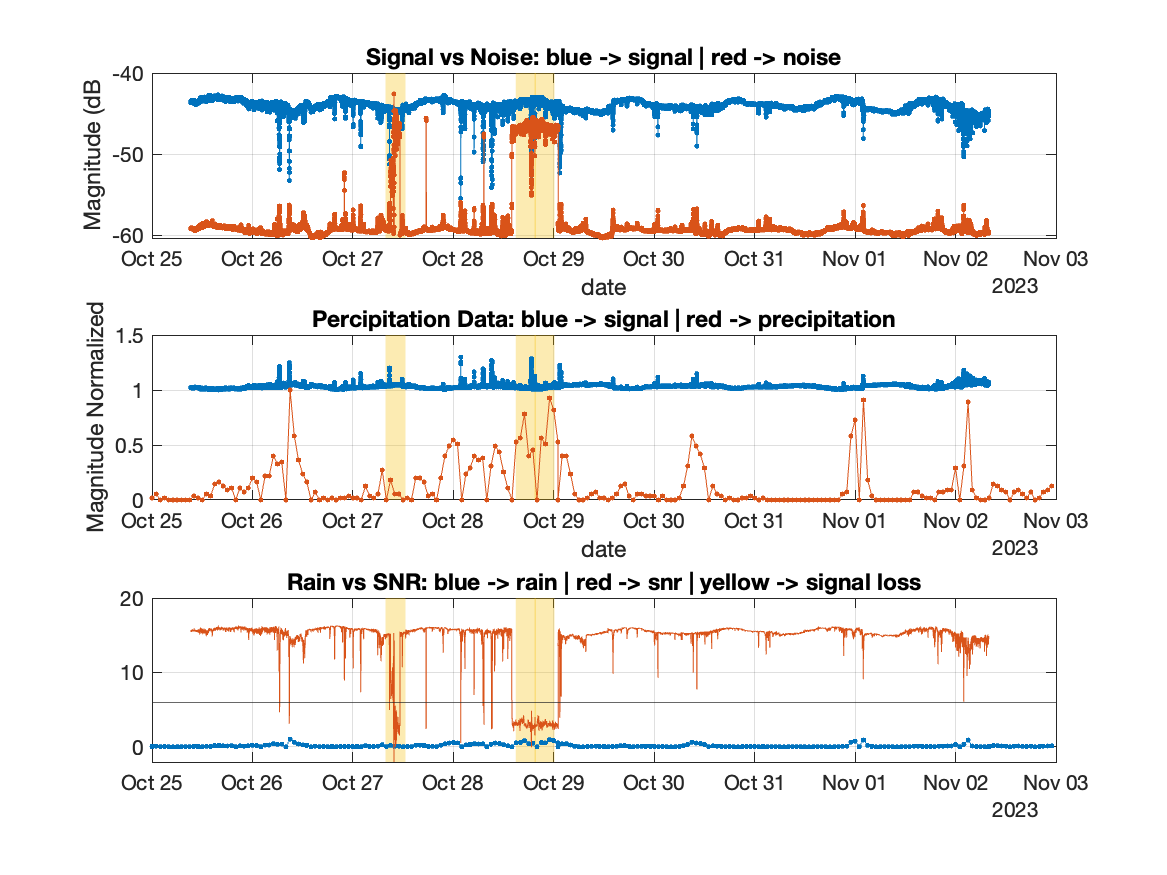 Signal vs Noise: blue -> signal | red -> noise
Magnitude (dB
-40
-50
-60
Oct 25 Oct 26 Oct 27 Oct 28 Oct 29 Oct 30 Oct 31 Nov 01 Nov 02 Nov 03
date
2023
Percipitation Data: blue -> signal | red -> precipitation
Magnitude Normalized
1.5
1
0.5
0
Oct 25 Oct 26 Oct 27 Oct 28 Oct 29 Oct 30 Oct 31 Nov 01 Nov 02 Nov 03
date
2023
Rain vs SNR: blue -> rain | red -> snr | yellow -> signal loss
20
10
0
Oct 25 Oct 26 Oct 27 Oct 28 Oct 29 Oct 30 Oct 31 Nov 01 Nov 02 Nov 03
2023